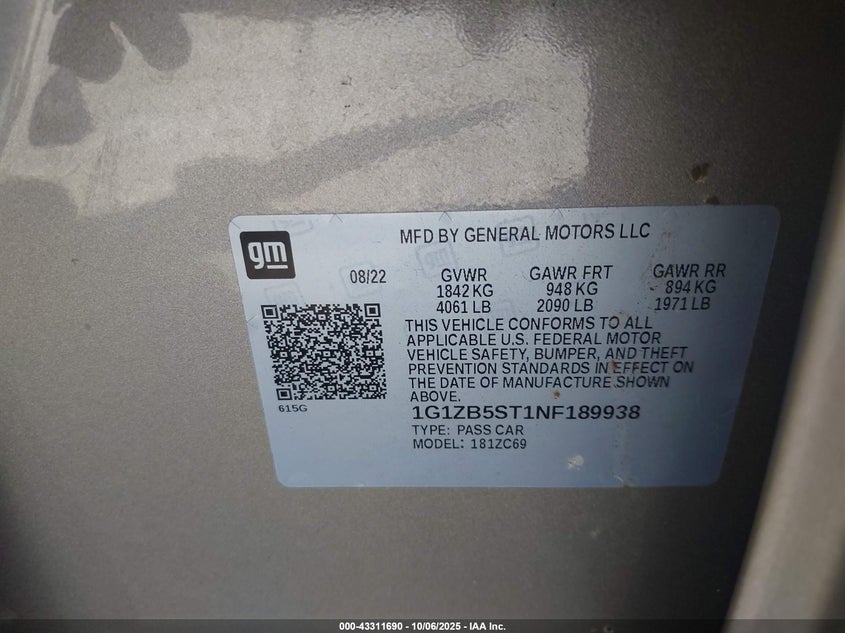 gm
MFD BY GENERAL MOTORS LLC
08/22
GVWR GAWR FRT GAWR RR
1842 KG 948 KG 894 KG
4061 LB 2090 LB 1971 LB
THIS VEHICLE CONFORMS TO ALL
APPLICABLE U.S. FEDERAL MOTOR
VEHICLE SAFETY, BUMPER, AND THEFT
PREVENTION STANDARDS IN EFFECT ON
THE DATE OF MANUFACTURE SHOWN
ABOVE.
615G
1G1ZB5ST1NF189938
TYPE: PASS CAR
MODEL: 181ZC69
000-43311690 - 10/06/2025 - IAA Inc.